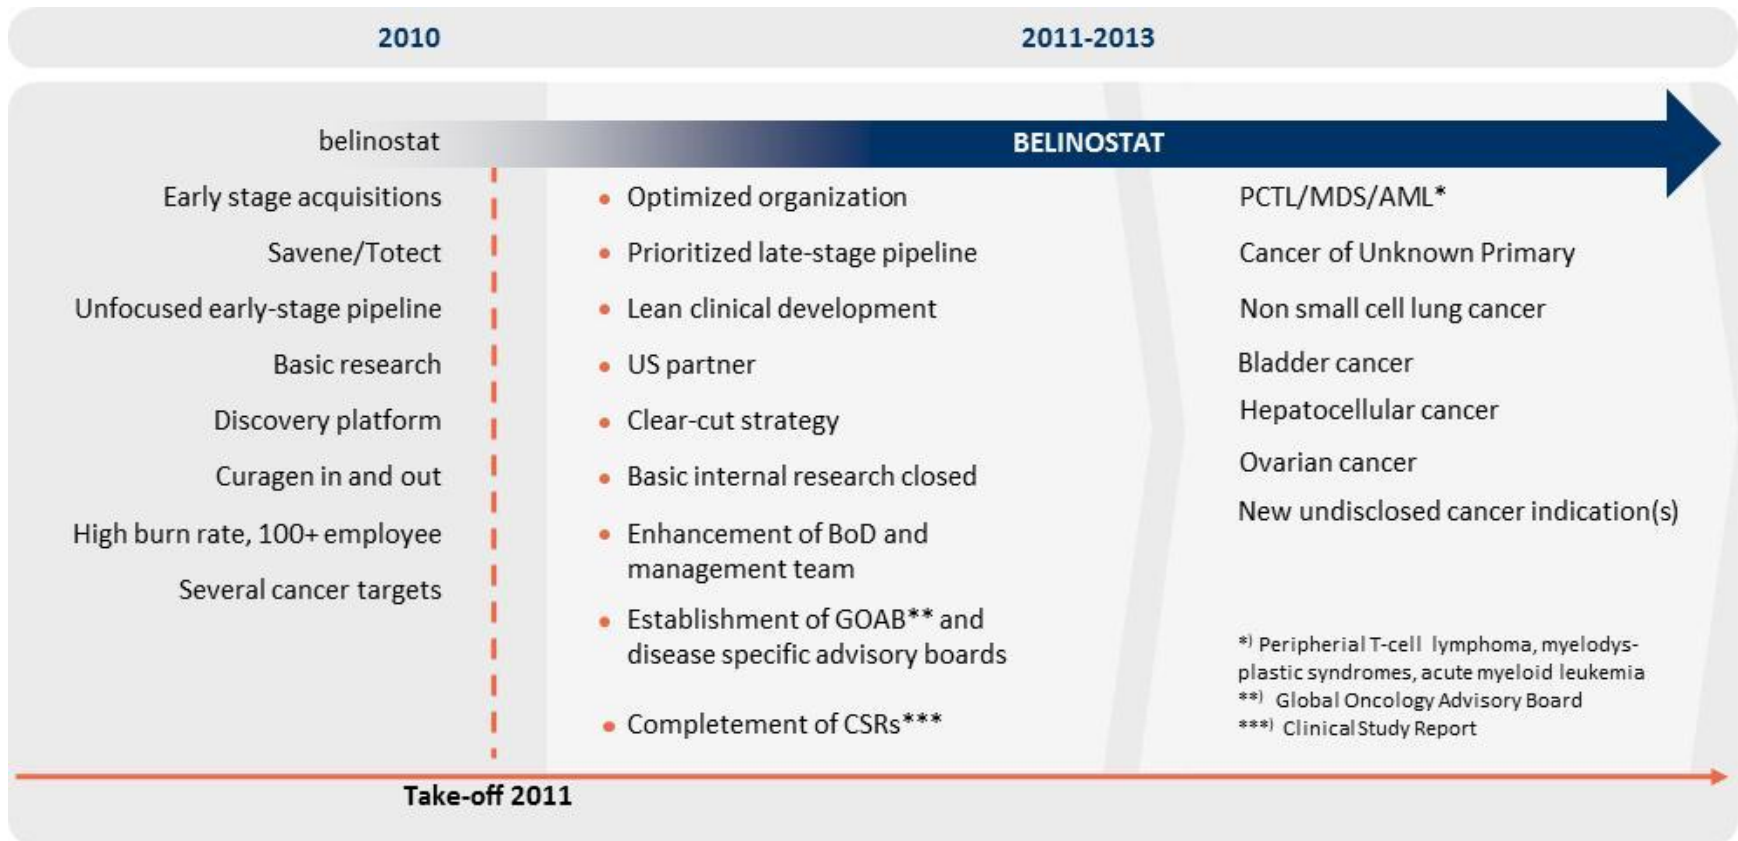 2010
2011-2013
belinostat
BELINOSTAT
Early stage acquisitions
Savene/Totect
Unfocused early-stage pipeline
Basic research
Discovery platform
Curagen in and out
High burn rate, 100+ employee
Several cancer targets
• Optimized organization
• Prioritized late-stage pipeline
• Lean clinical development
• US partner
• Clear-cut strategy
• Basic internal research closed
• Enhancement of BoD and
management team
• Establishment of GOAB** and
disease specific advisory boards
• Completement of CSRs***
PCTL/MDS/AML*
Cancer of Unknown Primary
Non small cell lung cancer
Bladder cancer
Hepatocellular cancer
Ovarian cancer
New undisclosed cancer indication(s)
*) Peripherial T-cell lymphoma, myelodys-
plastic syndromes, acute myeloid leukemia
**) Global Oncology Advisory Board
***) Clinical Study Report
Take-off 2011